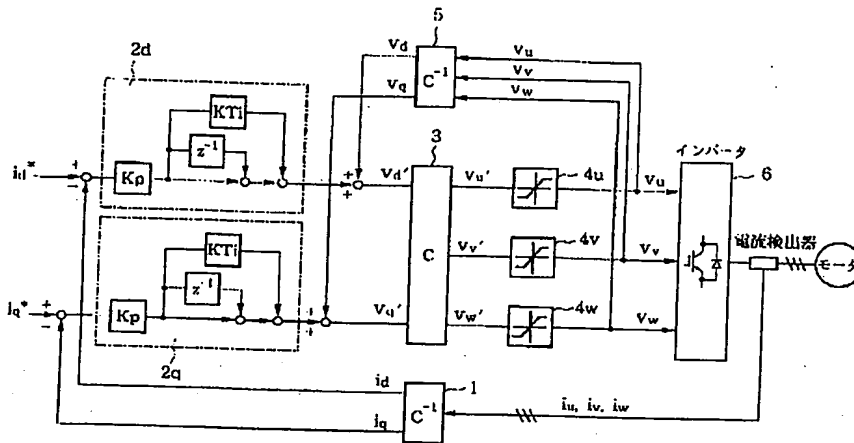 5
2d
Vd
Vq
C⁻¹
Vu
Vv
Vw
KTi
z⁻¹
Kp
id*
+
−
+
+
Vd'
3
C
Vu'
Vv'
Vw'
4u
4v
4w
Vu
Vv
Vw
インバータ
6
電流検出器
モータ
KTi
z⁻¹
Kp
iq*
+
−
+
+
Vq'
2q
id
iq
1
C⁻¹
iu, iv, iw